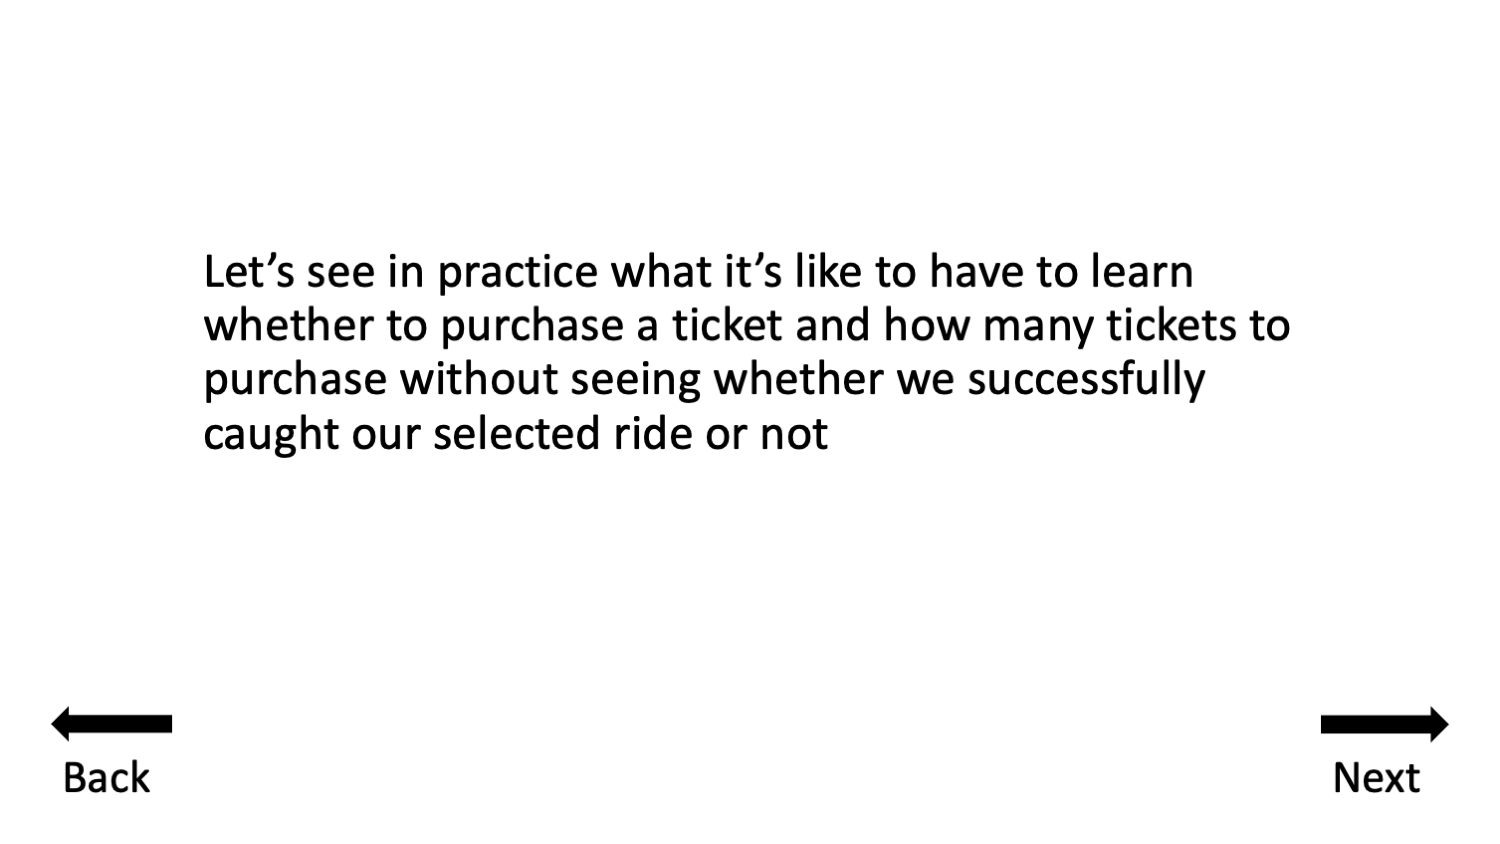 Let’s see in practice what it’s like to have to learn
whether to purchase a ticket and how many tickets to
purchase without seeing whether we successfully
caught our selected ride or not
Back
Next